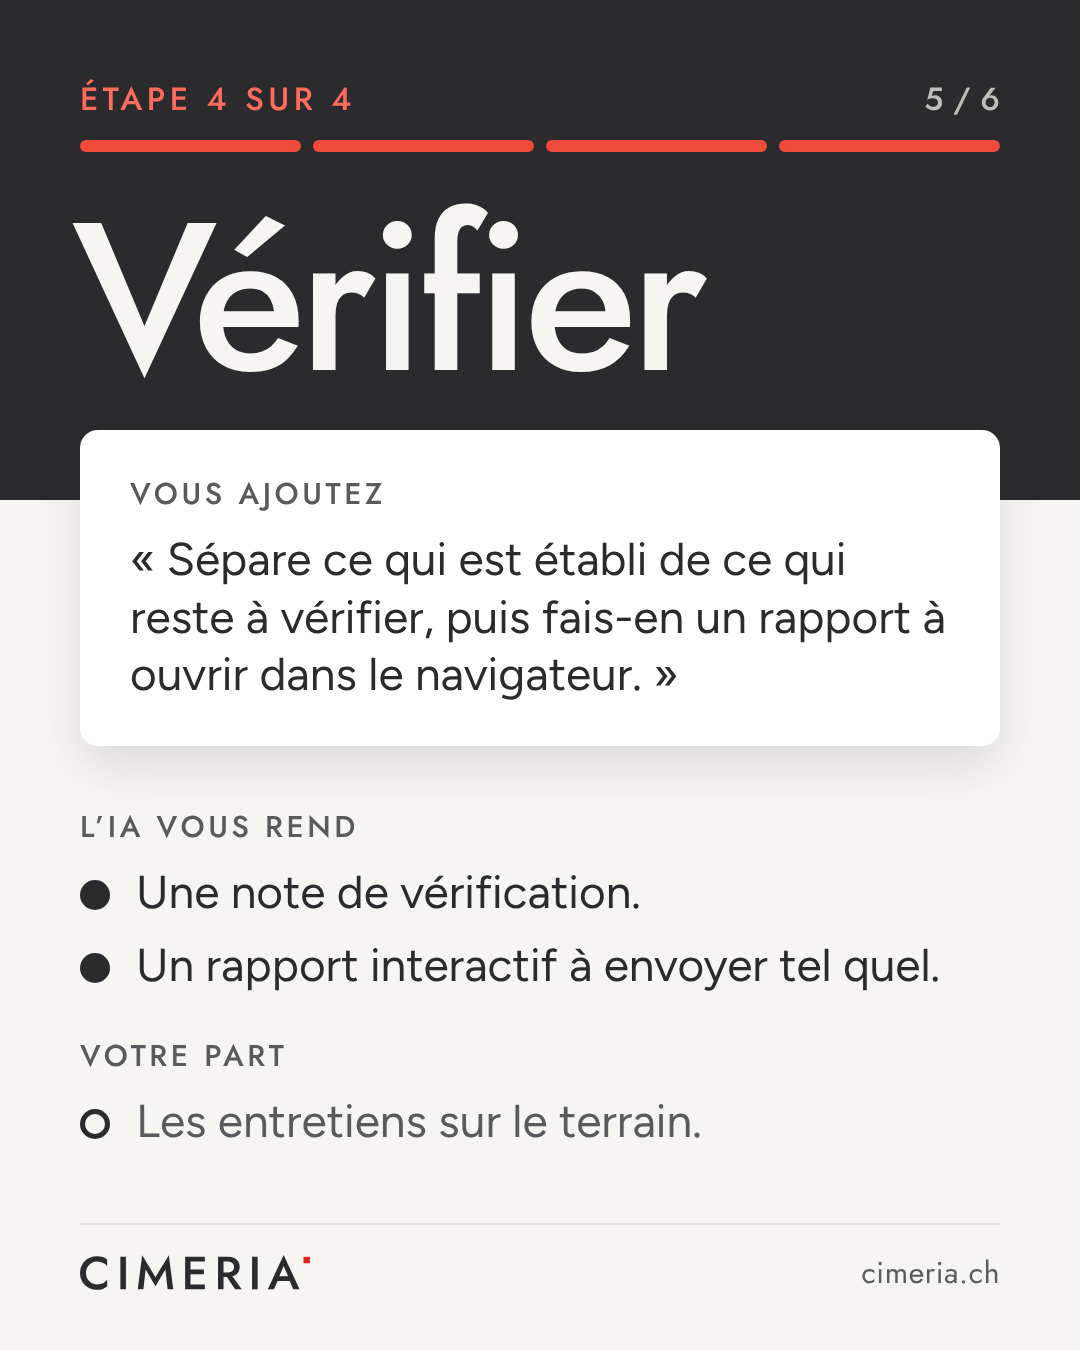 ÉTAPE 4 SUR 4
5 / 6
Vérifier
VOUS AJOUTEZ
« Sépare ce qui est établi de ce qui
reste à vérifier, puis fais-en un rapport à
ouvrir dans le navigateur. »
L’IA VOUS REND
Une note de vérification.
Un rapport interactif à envoyer tel quel.
VOTRE PART
Les entretiens sur le terrain.
CIMERIA
cimeria.ch